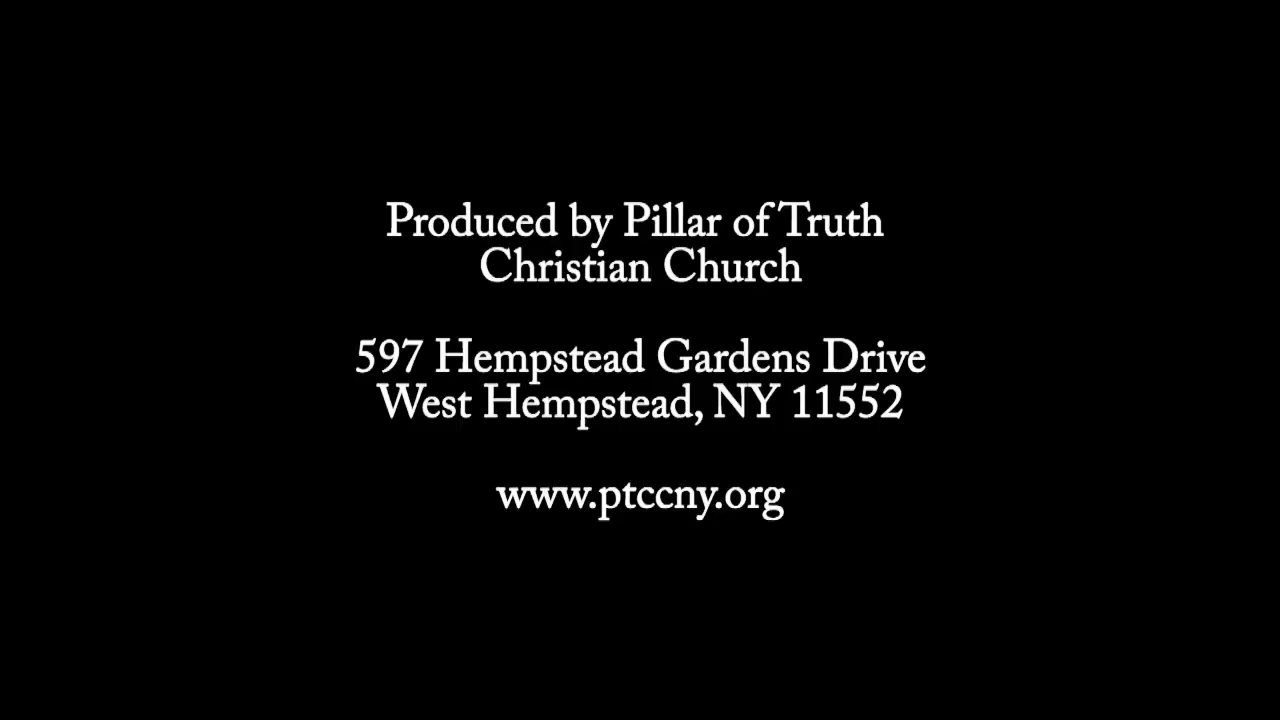 Produced by Pillar of Truth
Christian Church
597 Hempstead Gardens Drive
West Hempstead, NY 11552
www.ptccny.org